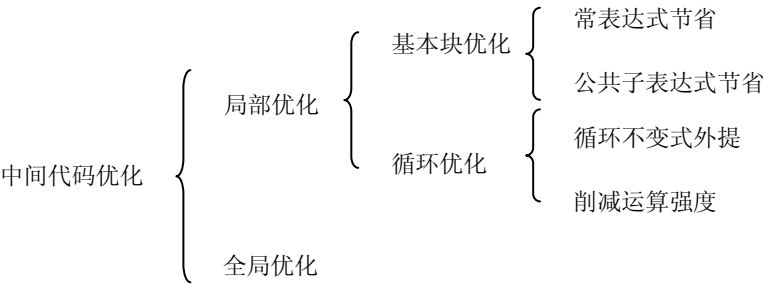 常表达式节省
基本块优化
公共子表达式节省
局部优化
循环不变式外提
循环优化
中间代码优化
削减运算强度
全局优化